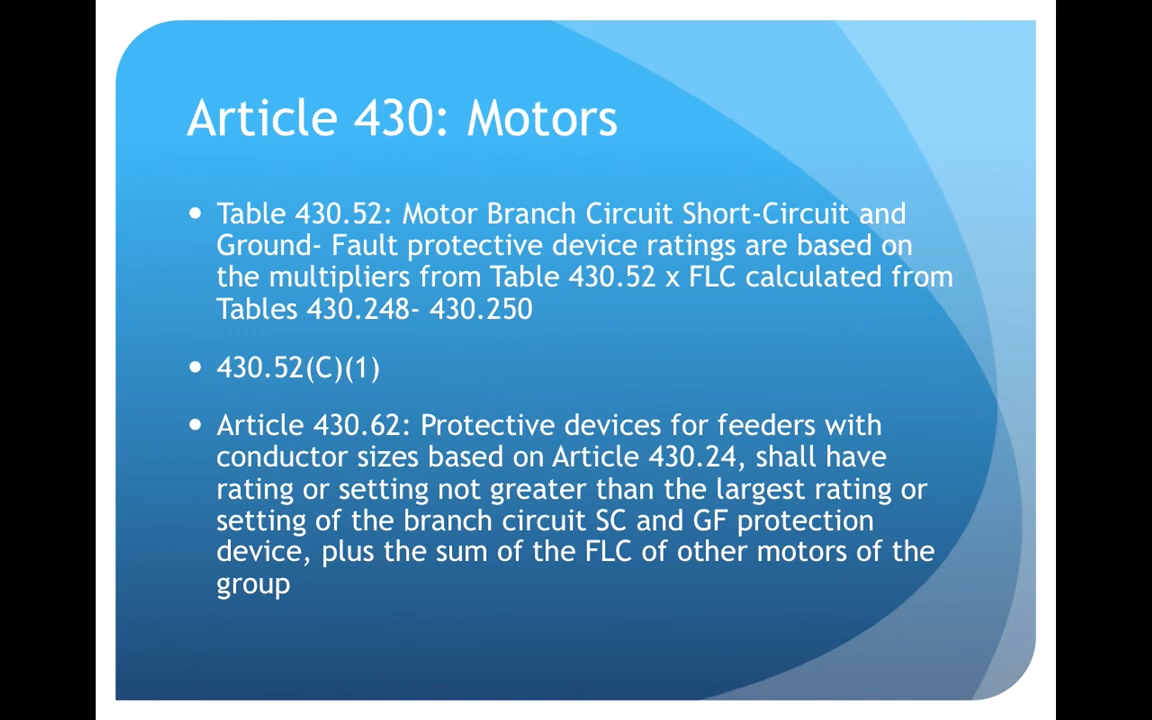 Article 430: Motors
• Table 430.52: Motor Branch Circuit Short-Circuit and
Ground- Fault protective device ratings are based on
the multipliers from Table 430.52 x FLC calculated from
Tables 430.248- 430.250
• 430.52(C)(1)
• Article 430.62: Protective devices for feeders with
conductor sizes based on Article 430.24, shall have
rating or setting not greater than the largest rating or
setting of the branch circuit SC and GF protection
device, plus the sum of the FLC of other motors of the
group